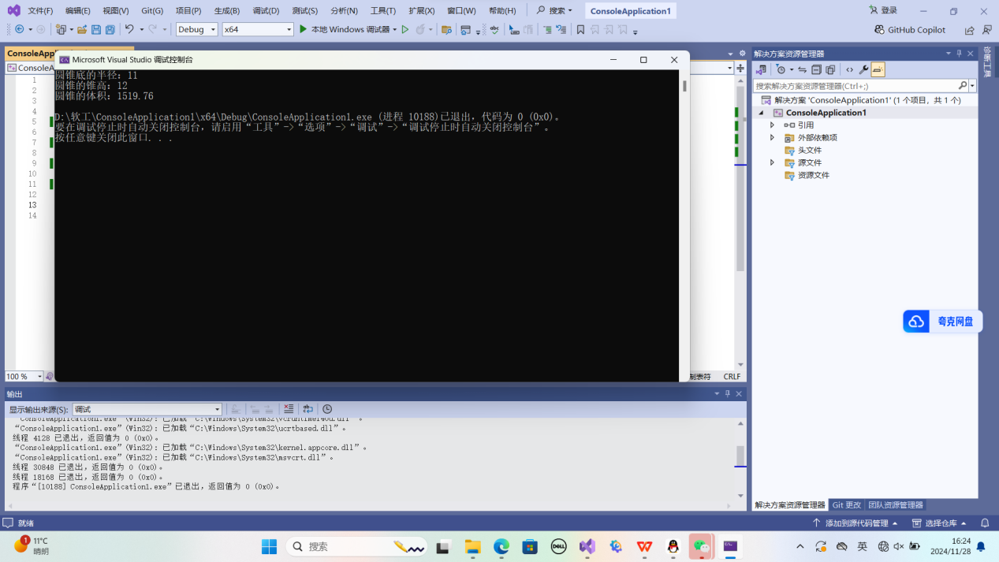 文件(F) 编辑(E) 视图(V) Git(G) 项目(P) 生成(B) 调试(D) 测试(S) 分析(N) 工具(T) 扩展(X) 窗口(W) 帮助(H) 搜索 ConsoleApplication1 登录
Debug x64 本地 Windows 调试器 GitHub Copilot
Microsoft Visual Studio 调试控制台
圆锥底的半径: 11
圆锥的锥高: 12
圆锥的体积: 1519.76
D:\软工\ConsoleApplication1\x64\Debug\ConsoleApplication1.exe (进程 10188)已退出，代码为 0 (0x0)。
要在调试停止时自动关闭控制台，请启用“工具”->“选项”->“调试”->“调试停止时自动关闭控制台”。
按任意键关闭此窗口. . .
1
2
3
4
5
6
7
8
9
10
11
12
13
14
100 %
制表符 CRLF
解决方案资源管理器
搜索解决方案资源管理器(Ctrl+;)
解决方案 'ConsoleApplication1' (1 个项目，共 1 个)
ConsoleApplication1
引用
外部依赖项
头文件
源文件
资源文件
诊断工具
夸克网盘
解决方案资源管理器 Git 更改 团队资源管理器
输出
显示输出来源(S): 调试
“ConsoleApplication1.exe”(Win32): 已加载“C:\Windows\System32\vcruntime140d.dll”。
“ConsoleApplication1.exe”(Win32): 已加载“C:\Windows\System32\ucrtbased.dll”。
线程 4128 已退出，返回值为 0 (0x0)。
“ConsoleApplication1.exe”(Win32): 已加载“C:\Windows\System32\kernel.appcore.dll”。
“ConsoleApplication1.exe”(Win32): 已加载“C:\Windows\System32\msvcrt.dll”。
线程 30848 已退出，返回值为 0 (0x0)。
线程 18168 已退出，返回值为 0 (0x0)。
程序“[10188] ConsoleApplication1.exe”已退出，返回值为 0 (0x0)。
就绪 添加到源代码管理 选择仓库
1
11°C
晴朗
搜索
DELL
英
16:24
2024/11/28